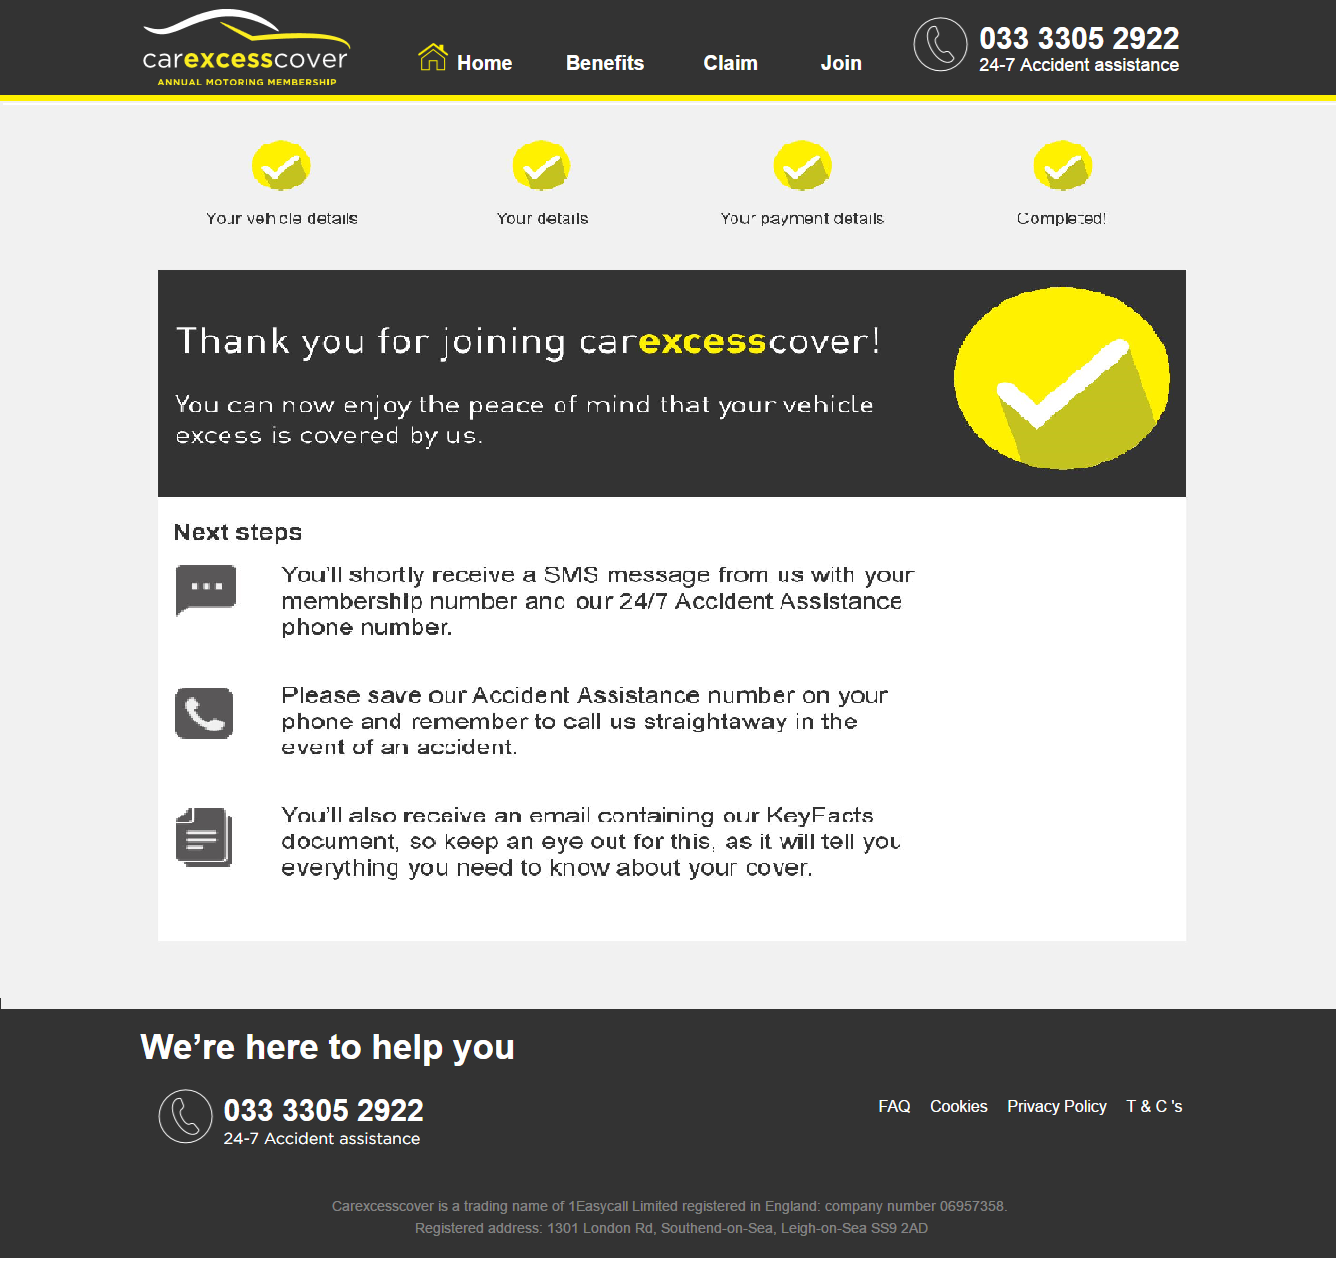 carexcesscover
ANNUAL MOTORING MEMBERSHIP
Home
Benefits
Claim
Join
033 3305 2922
24-7 Accident assistance
Your vehicle details
Your details
Your payment details
Completed!
Thank you for joining carexcesscover!
You can now enjoy the peace of mind that your vehicle
excess is covered by us.
Next steps
You'll shortly receive a SMS message from us with your
membership number and our 24/7 Accident Assistance
phone number.
Please save our Accident Assistance number on your
phone and remember to call us straightaway in the
event of an accident.
You'll also receive an email containing our KeyFacts
document, so keep an eye out for this, as it will tell you
everything you need to know about your cover.
We’re here to help you
033 3305 2922
24-7 Accident assistance
FAQ
Cookies
Privacy Policy
T & C 's
Carexcesscover is a trading name of 1Easycall Limited registered in England: company number 06957358.
Registered address: 1301 London Rd, Southend-on-Sea, Leigh-on-Sea SS9 2AD